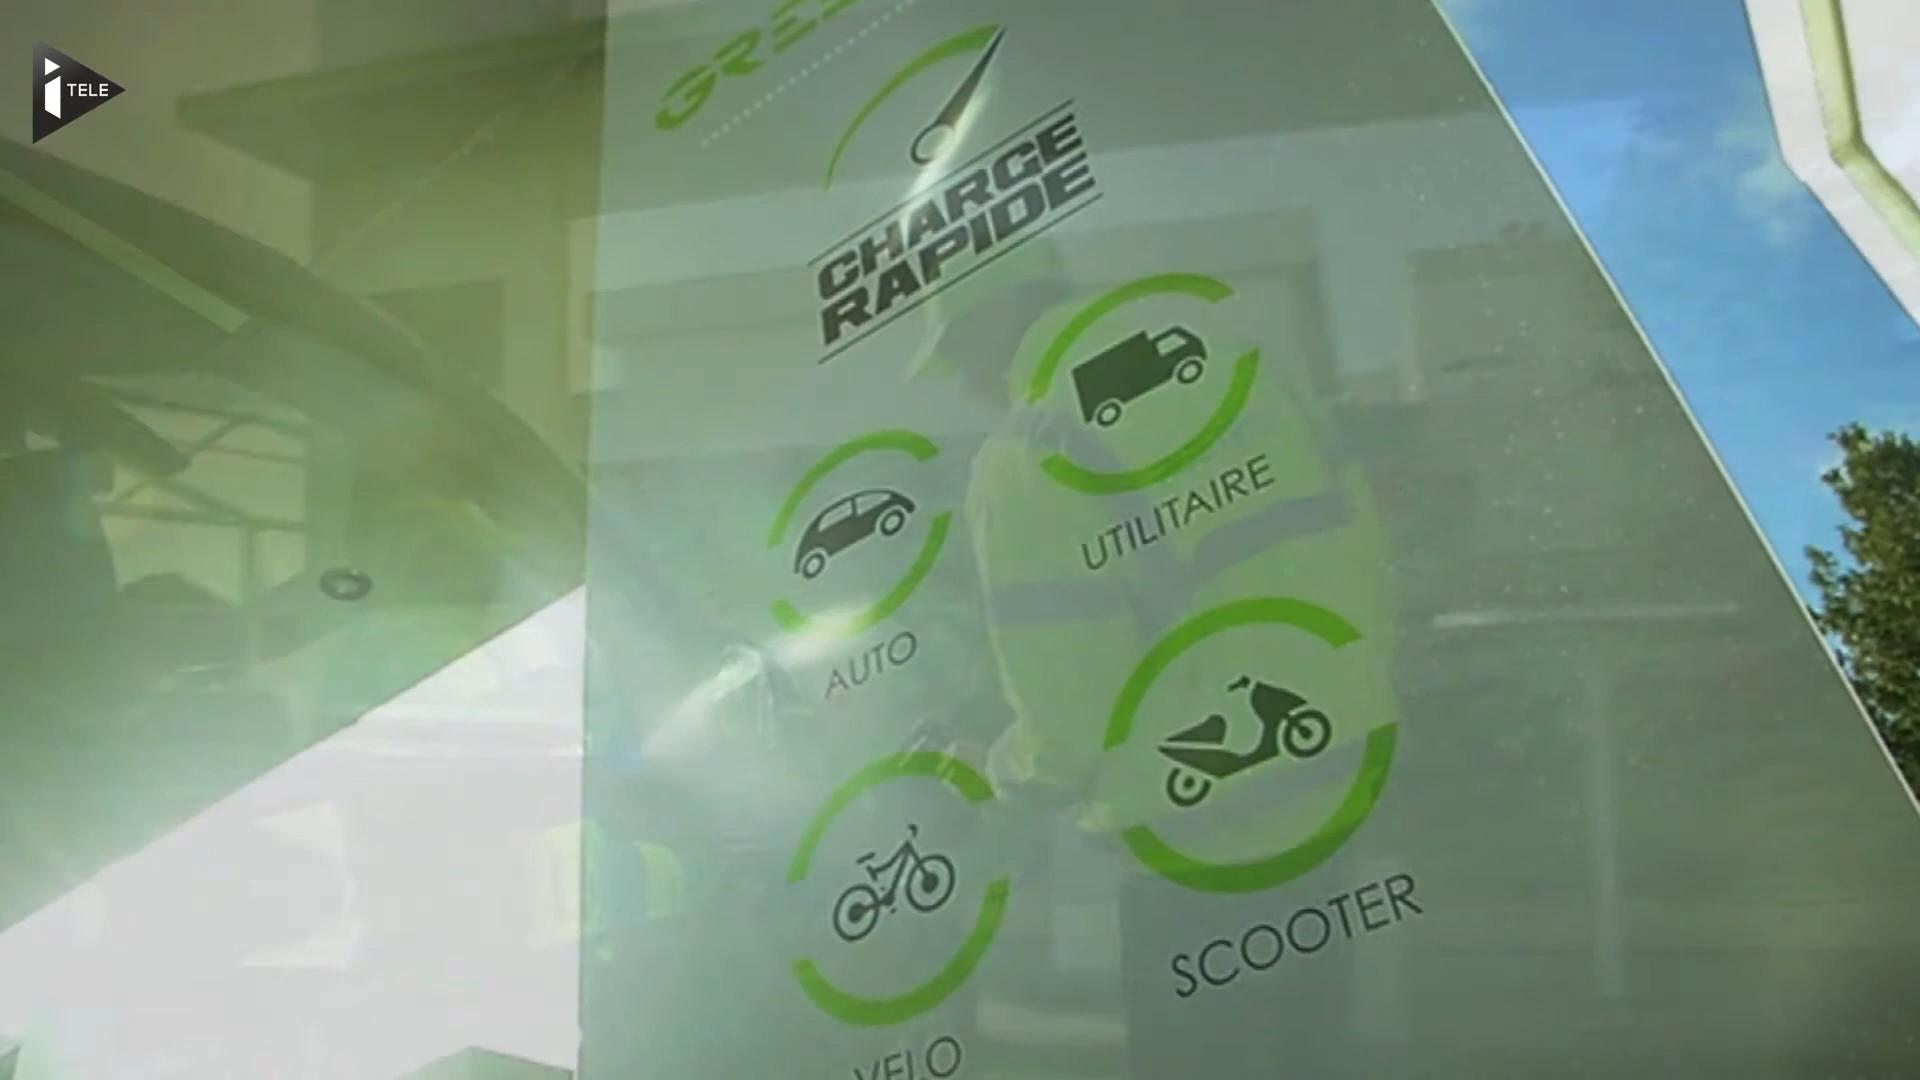 i TELE
CHARGE
RAPIDE
UTILITAIRE
AUTO
SCOOTER
VELO